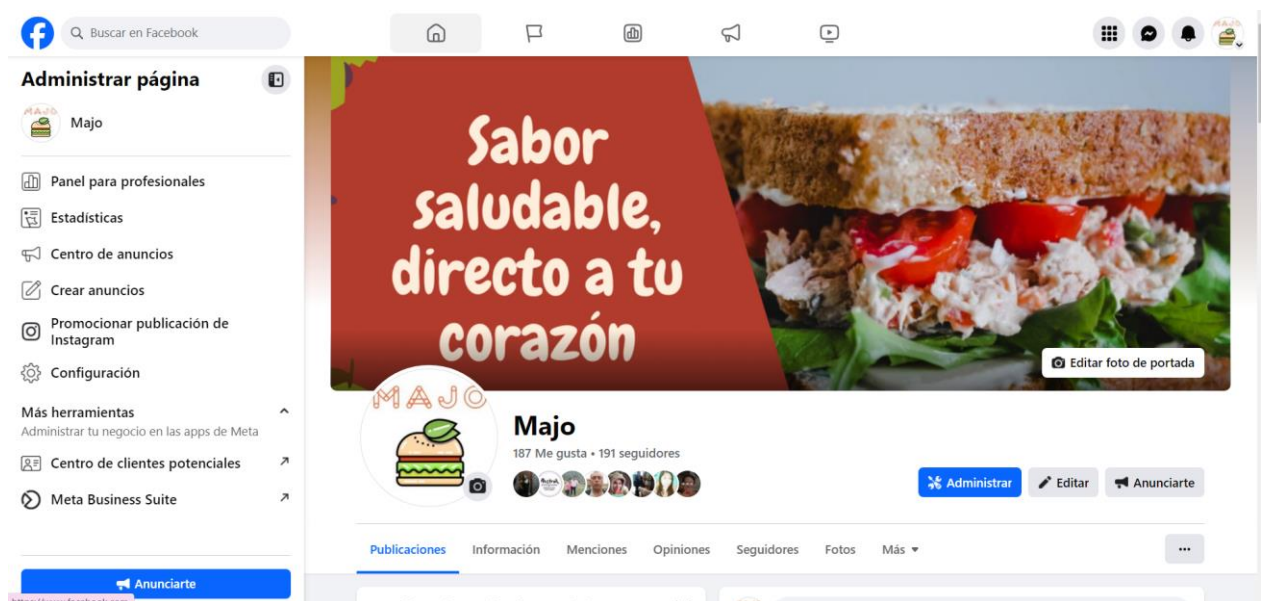 Buscar en Facebook
Administrar página
MAJO
Majo
Panel para profesionales
Estadísticas
Centro de anuncios
Crear anuncios
Promocionar publicación de
Instagram
Configuración
Más herramientas
Administrar tu negocio en las apps de Meta
Centro de clientes potenciales
Meta Business Suite
Anunciarte
Sabor
saludable,
directo a tu
corazón
Editar foto de portada
MAJO
Majo
187 Me gusta • 191 seguidores
Administrar
Editar
Anunciarte
Publicaciones
Información
Menciones
Opiniones
Seguidores
Fotos
Más